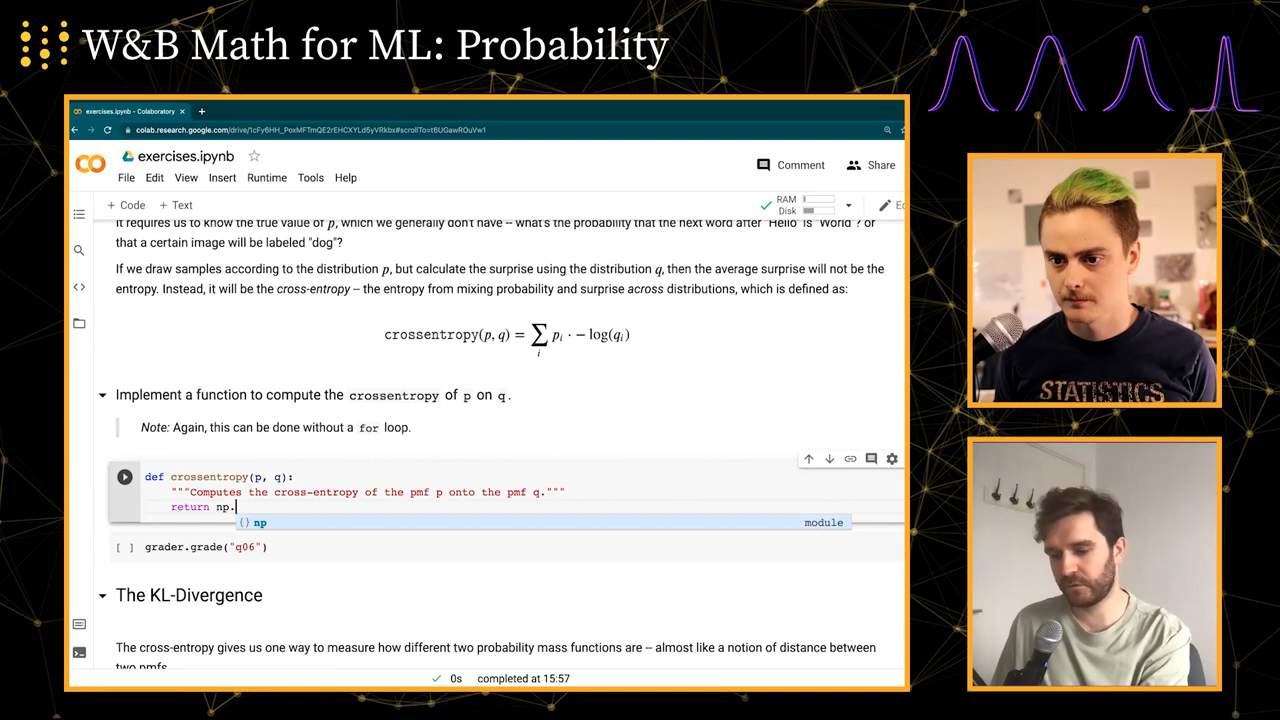 W&B Math for ML: Probability
exercises.ipynb - Colaboratory
colab.research.google.com/drive/1cFy6HH_PoxMFTmQE2rEHCXYLd5yVRkbx#scrollTo=t6UGawROuVw1
exercises.ipynb
Comment
Share
File Edit View Insert Runtime Tools Help
+ Code + Text
RAM
Disk
It requires us to know the true value of p, which we generally don't have -- what's the probability that the next word after "Hello" is "World"? or
that a certain image will be labeled "dog"?
If we draw samples according to the distribution p, but calculate the surprise using the distribution q, then the average surprise will not be the
entropy. Instead, it will be the cross-entropy -- the entropy from mixing probability and surprise across distributions, which is defined as:
crossentropy(p, q) = ∑ᵢ pᵢ · − log(qᵢ)
Implement a function to compute the crossentropy of p on q.
Note: Again, this can be done without a for loop.
def crossentropy(p, q):
"""Computes the cross-entropy of the pmf p onto the pmf q."""
return np.
{} np module
[ ] grader.grade("q06")
The KL-Divergence
The cross-entropy gives us one way to measure how different two probability mass functions are -- almost like a notion of distance between
two pmfs
0s completed at 15:57
STATISTICS